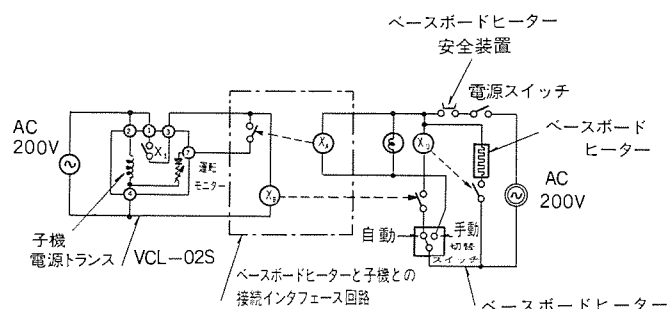 ベースボードヒーター
安全装置
電源スイッチ
ベースボード
ヒーター
AC
200V
AC
200V
2
1
3
X1
7
4
運転
モニター
XA
XB
自動
手動
切替
スイッチ
子機
電源トランス
VCL-02S
ベースボードヒーターと子機との
接続インタフェース回路
ベースボードヒーター